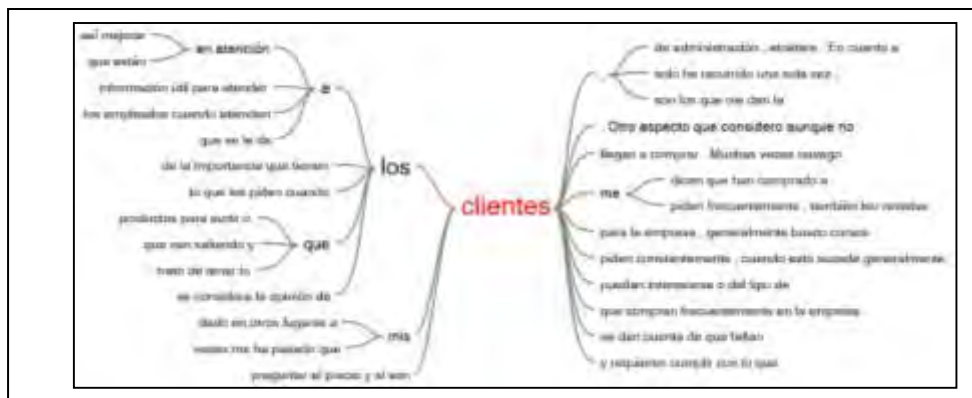 así mejorar
que están
en atención
información útil para atender
los empleados cuando atienden
que se le da
a
de la importancia que tienen
lo que les piden cuando
los
productos para surtir o
que van saliendo y
trato de tener lo
que
se considera la opinión de
dado en otros lugares a
veces me ha pasado que
mis
preguntar el precio y si son
clientes
,
de administración , etcétera . En cuanto a
solo he recurrido una sola vez ,
son los que me dan la
. Otro aspecto que considero aunque no
llegan a comprar . Muchas veces navego
me
dicen que han comprado a
piden frecuentemente , también leo revistas
para la empresa , generalmente busco
piden constantemente , cuando esto sucede generalmente
puedan interesarse o del tipo de
que compran frecuentemente en la empresa
se dan cuenta de que faltan
y requieren cumplir con lo que